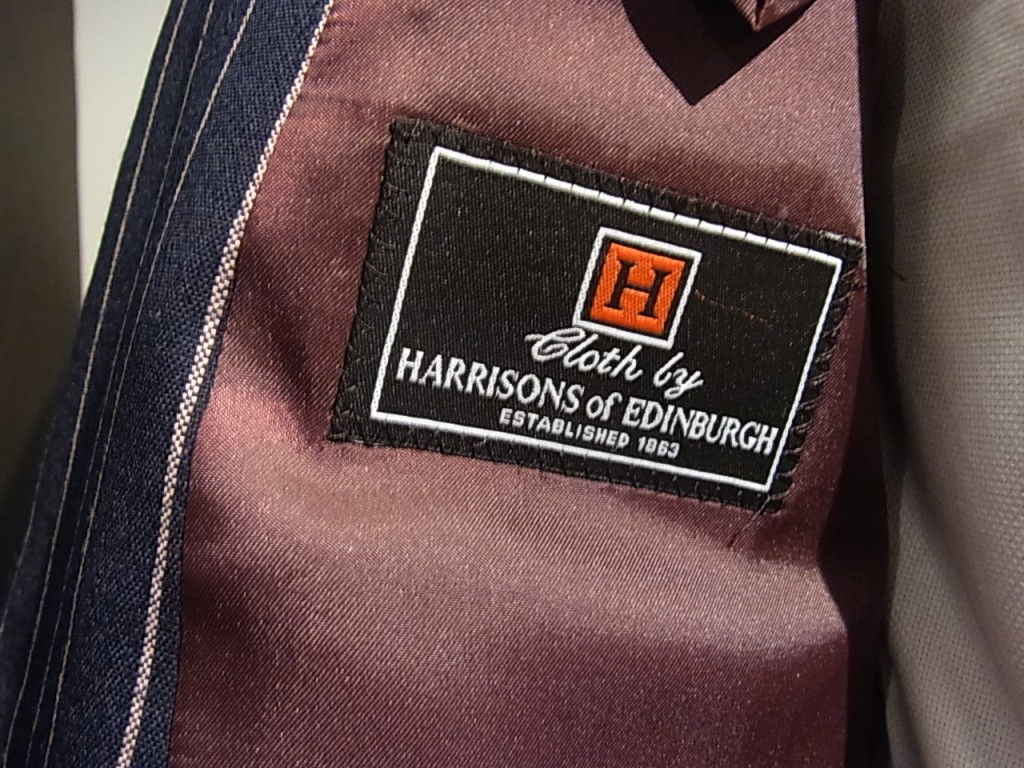 H
Cloth by
HARRISONS of EDINBURGH
ESTABLISHED 1863